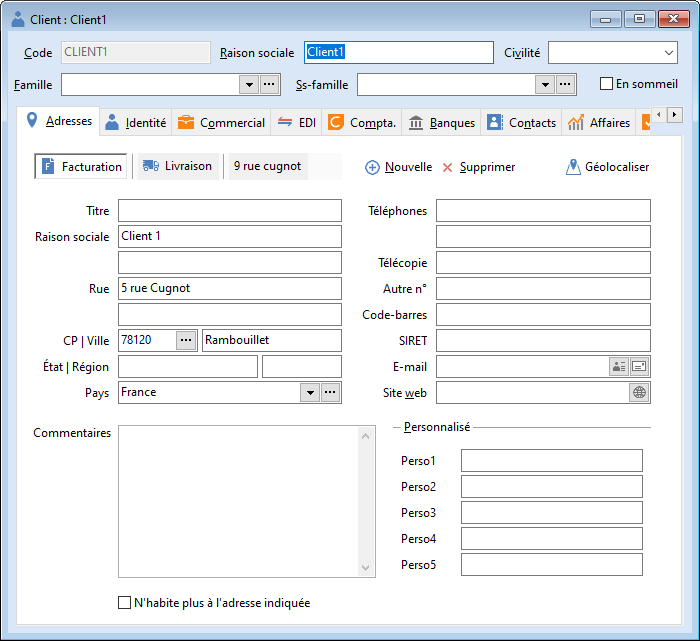 Client : Client1
Code CLIENT1 Raison sociale Client1 Civilité
Famille Ss-famille En sommeil
Adresses Identité Commercial EDI Compta. Banques Contacts Affaires
Facturation Livraison 9 rue cugnot Nouvelle Supprimer Géolocaliser
Titre Téléphones
Raison sociale Client 1
Télécopie
Rue 5 rue Cugnot Autre n°
Code-barres
CP | Ville 78120 ... Rambouillet SIRET
État | Région E-mail
Pays France ... Site web
Commentaires Personnalisé
Perso1
Perso2
Perso3
Perso4
Perso5
N'habite plus à l'adresse indiquée